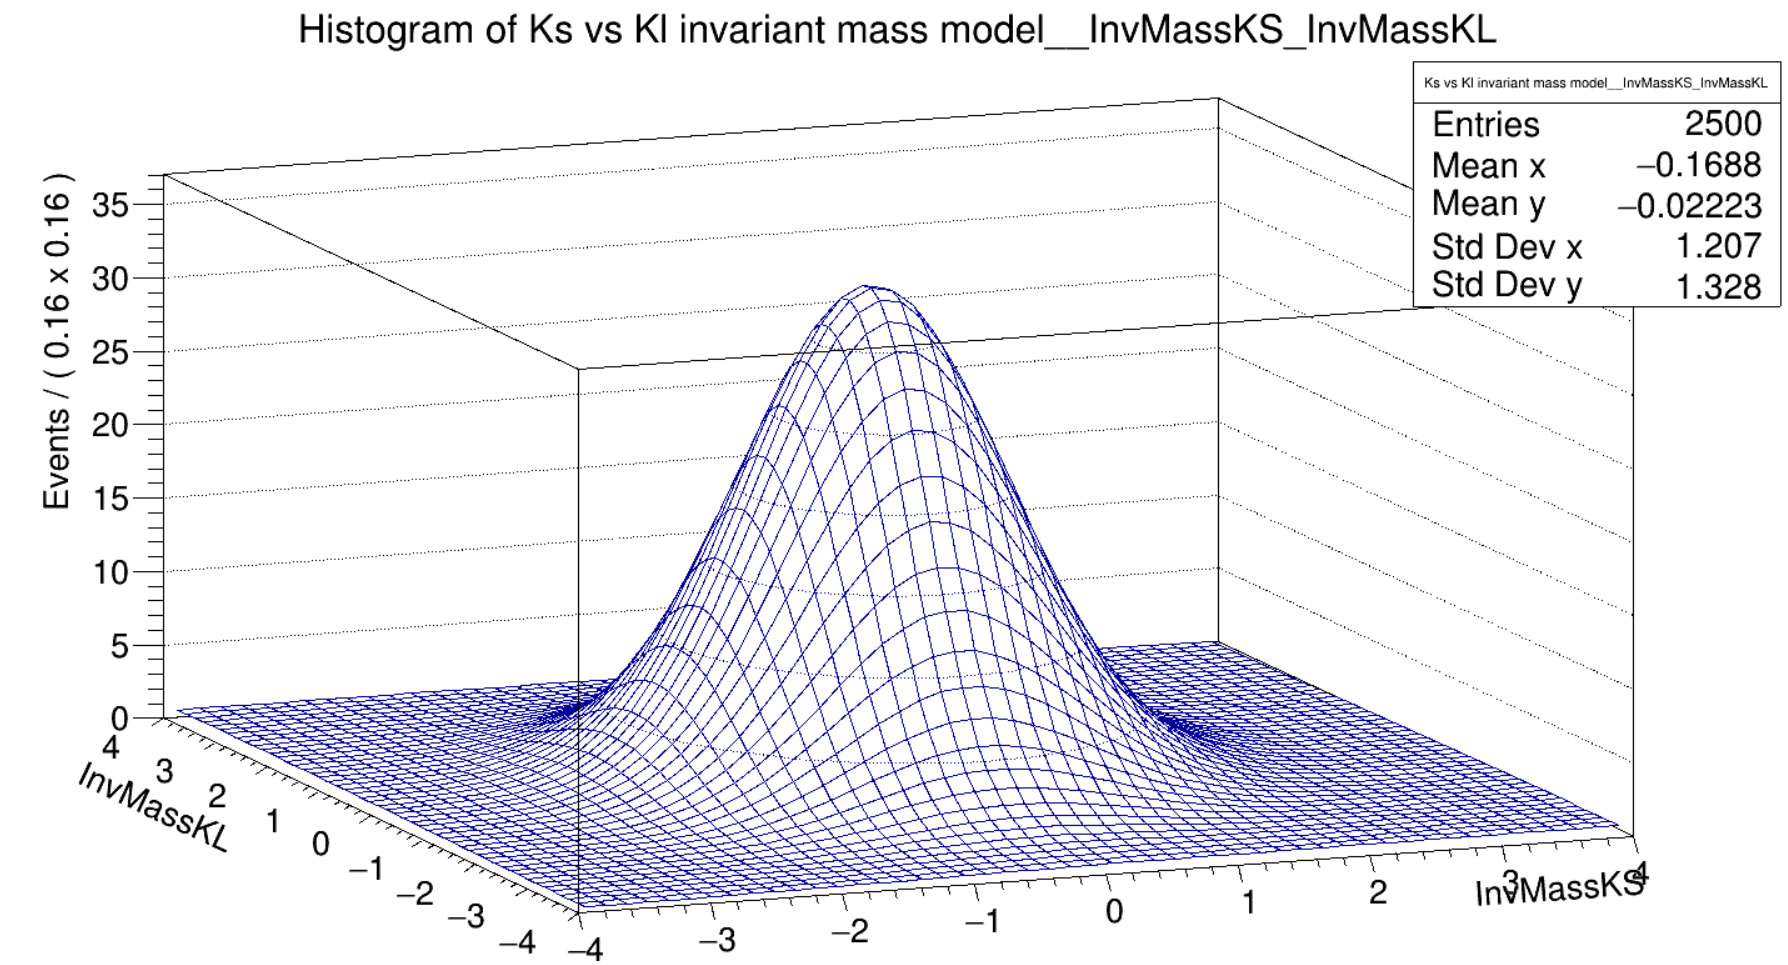 Histogram of Ks vs Kl invariant mass model__InvMassKS_InvMassKL
Ks vs Kl invariant mass model__InvMassKS_InvMassKL
Entries 2500
Mean x −0.1688
Mean y −0.02223
Std Dev x 1.207
Std Dev y 1.328
Events / ( 0.16 x 0.16 )
35
30
25
20
15
10
5
0
4
3
2
1
0
−1
−2
−3
−4
InvMassKL
−4
−3
−2
−1
0
1
2
3
4
InvMassKS